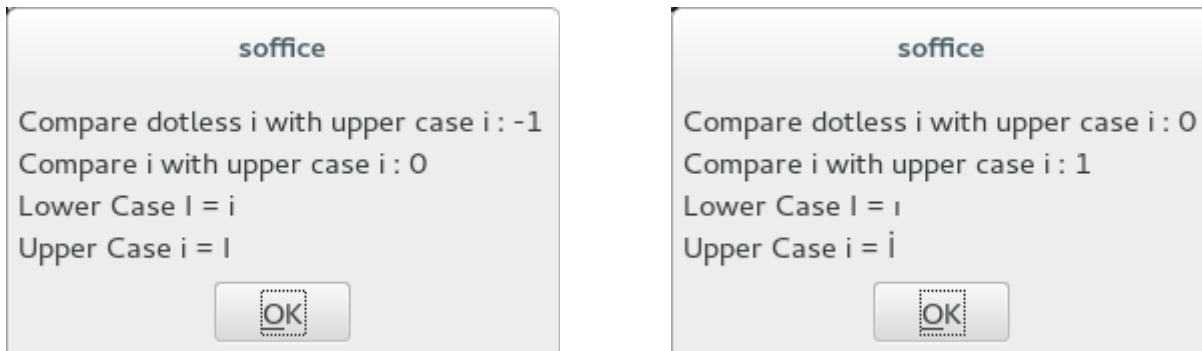 soffice
Compare dotless i with upper case i : -1
Compare i with upper case i : 0
Lower Case I = i
Upper Case i = I
OK
soffice
Compare dotless i with upper case i : 0
Compare i with upper case i : 1
Lower Case I = ı
Upper Case i = İ
OK